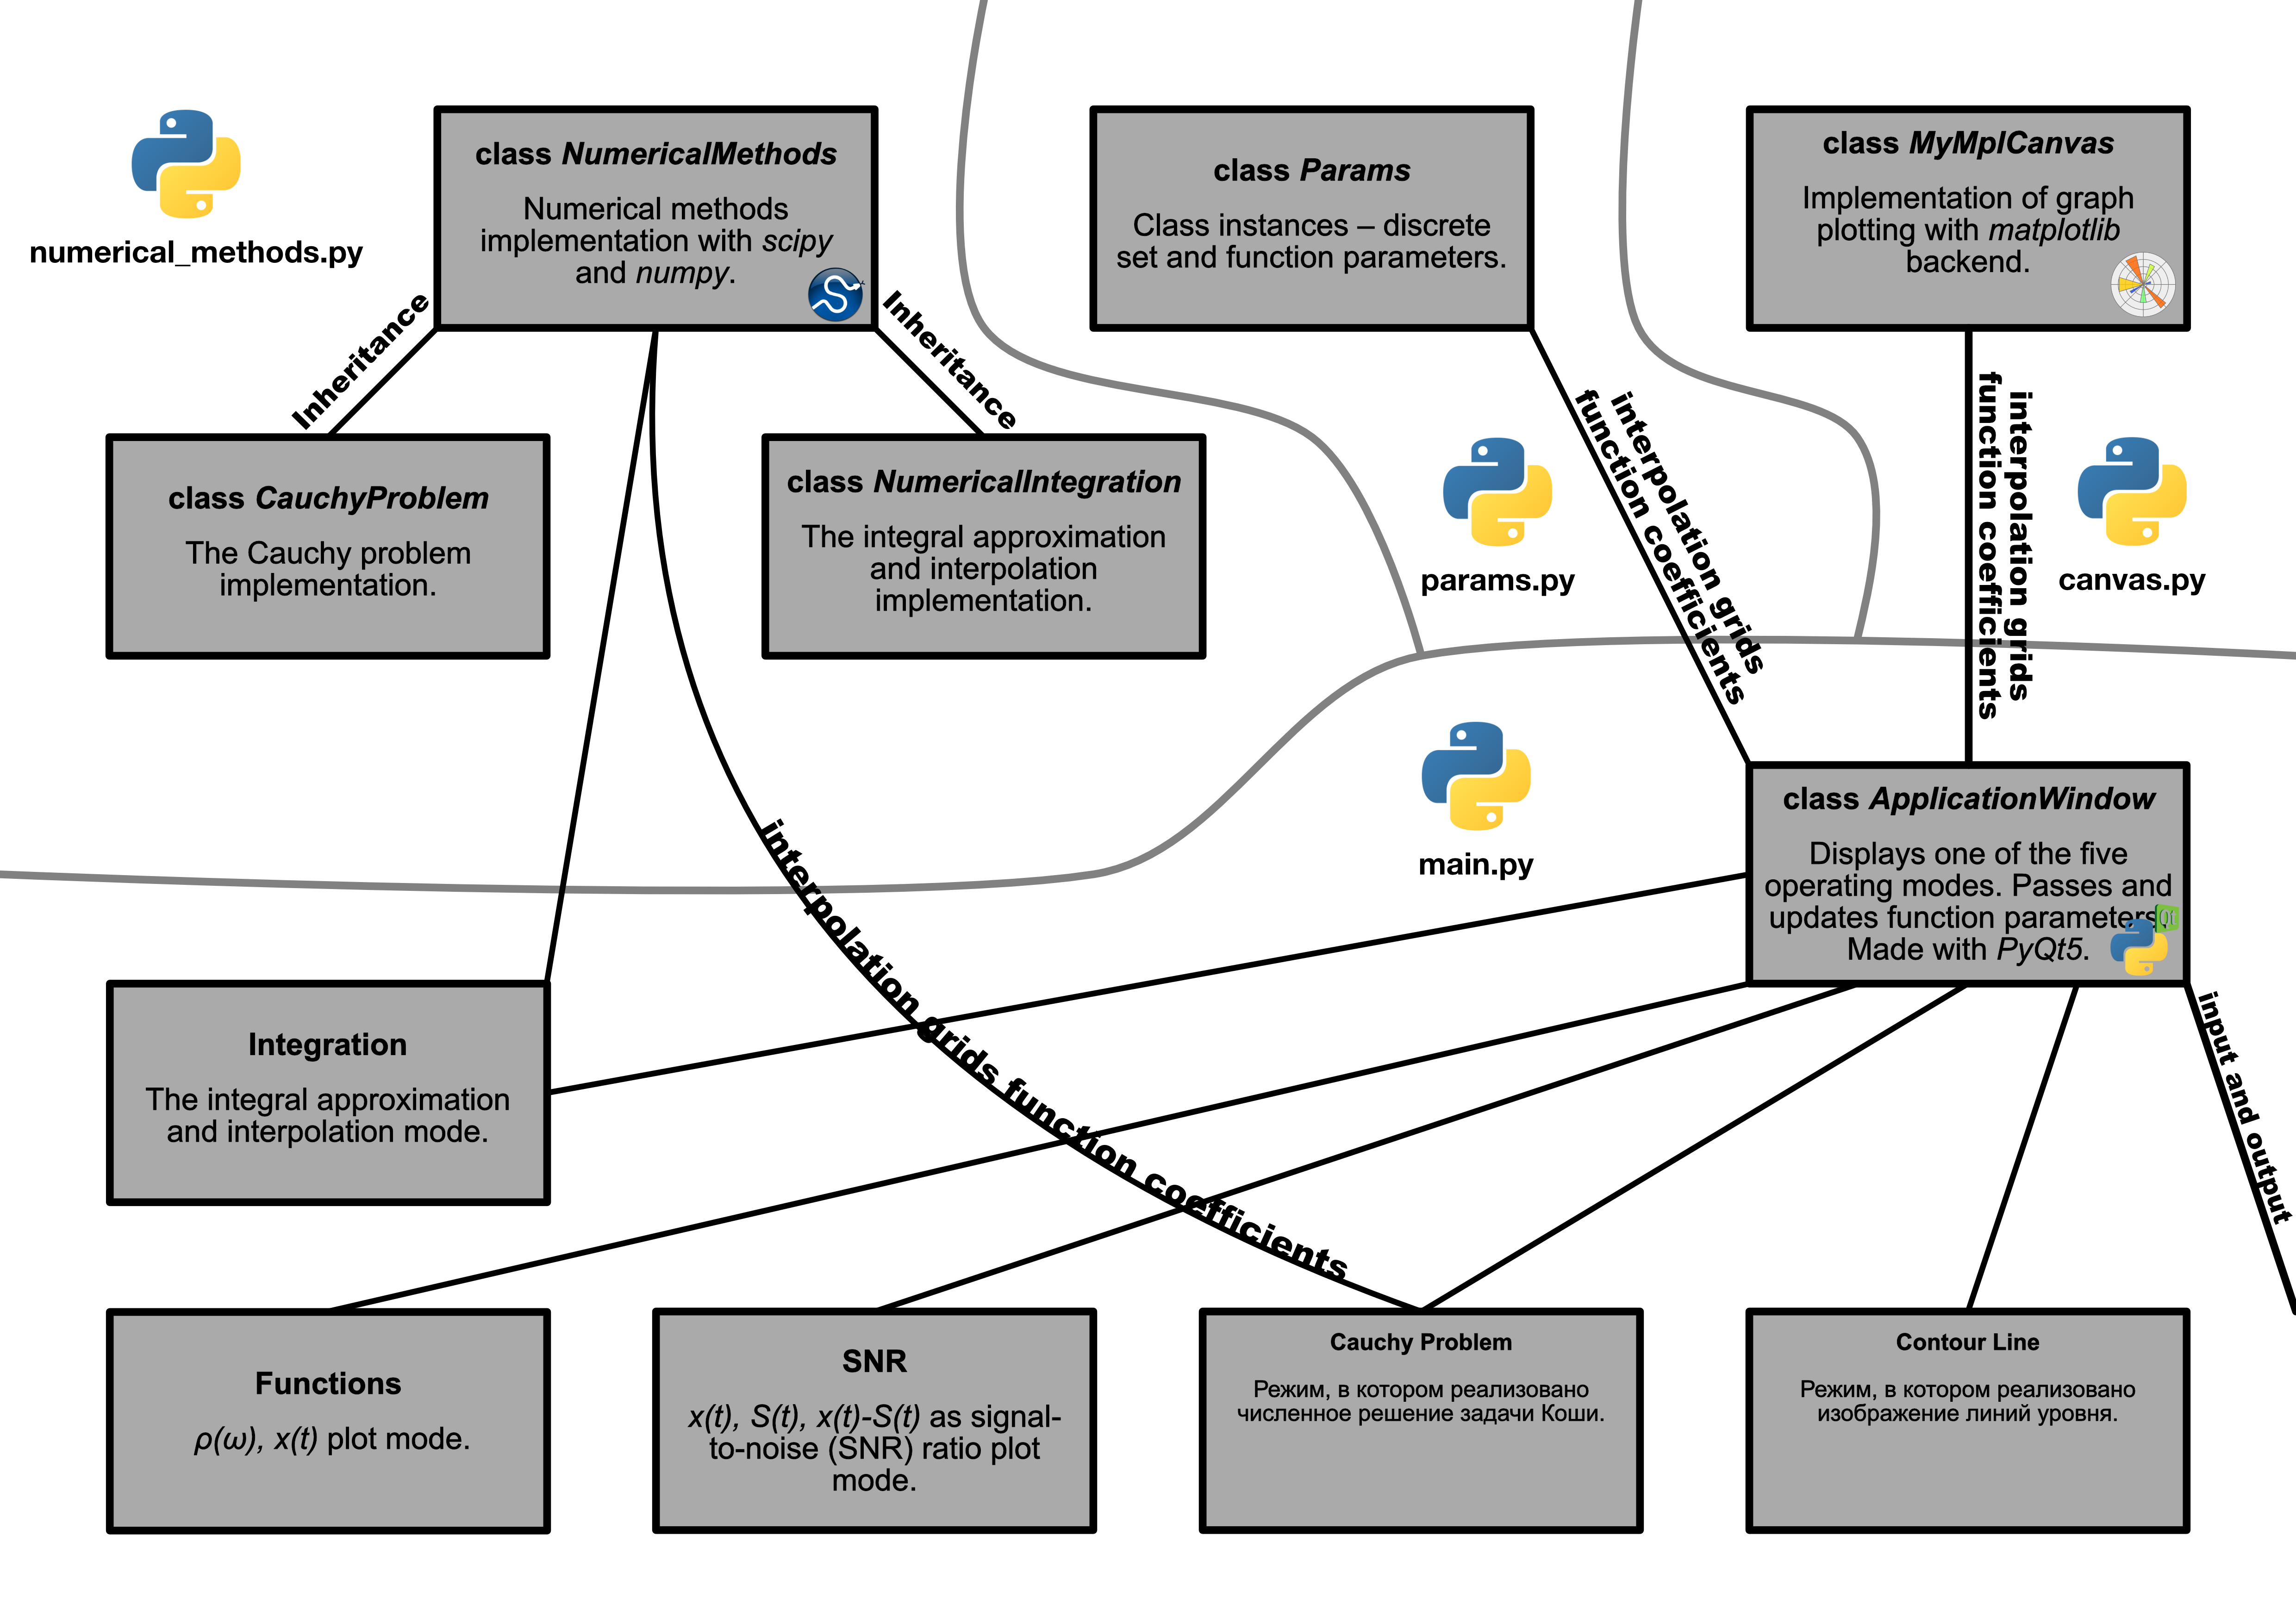 numerical_methods.py
class NumericalMethods
Numerical methods
implementation with scipy
and numpy.
Inheritance
Inheritance
class CauchyProblem
The Cauchy problem
implementation.
class NumericalIntegration
The integral approximation
and interpolation
implementation.
class Params
Class instances – discrete
set and function parameters.
params.py
interpolation grids
function coefficients
class MyMplCanvas
Implementation of graph
plotting with matplotlib
backend.
interpolation grids
function coefficients
canvas.py
main.py
class ApplicationWindow
Displays one of the five
operating modes. Passes and
updates function parameters.
Made with PyQt5.
Qt
input and output
interpolation grids function coefficients
Integration
The integral approximation
and interpolation mode.
Functions
ρ(ω), x(t) plot mode.
SNR
x(t), S(t), x(t)-S(t) as signal-
to-noise (SNR) ratio plot
mode.
Cauchy Problem
Режим, в котором реализовано
численное решение задачи Коши.
Contour Line
Режим, в котором реализовано
изображение линий уровня.